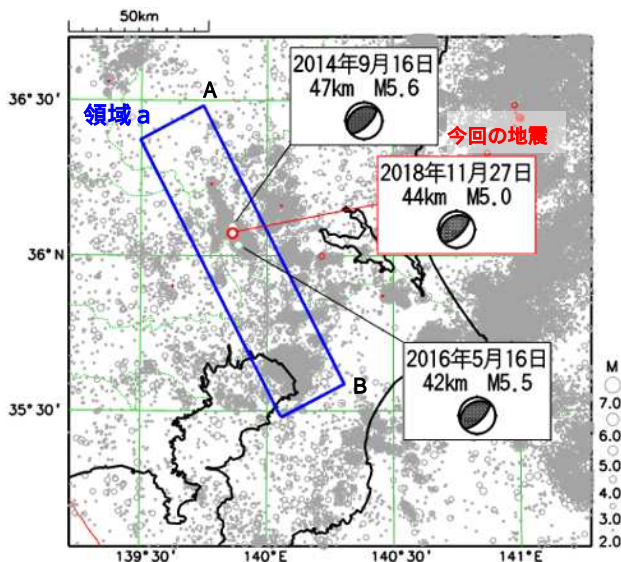 50km
A
2014年9月16日
47km M5.6
36°30'
領域a
今回の地震
2018年11月27日
44km M5.0
36°N
2016年5月16日
42km M5.5
B
35°30'
M
7.0
6.0
5.0
4.0
3.0
2.0
139°30'
140°E
140°30'
141°E